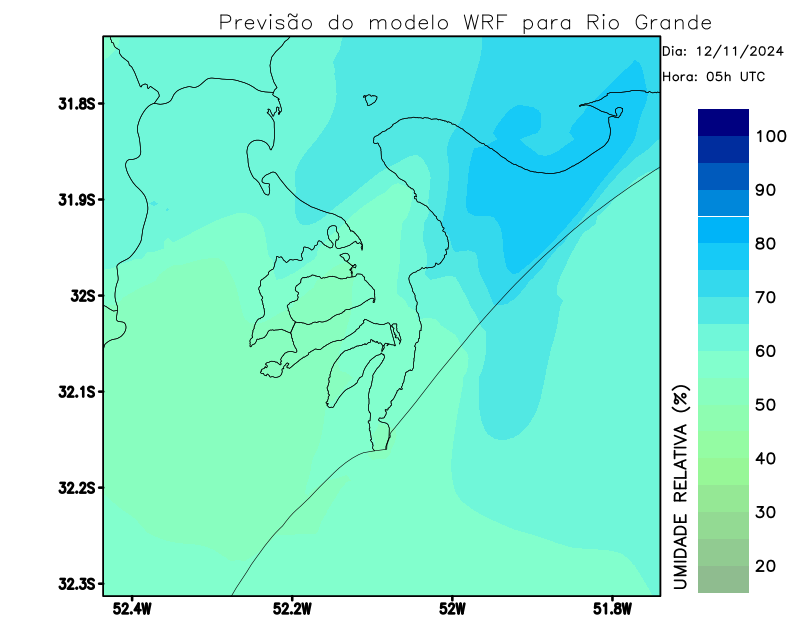 Previsão do modelo WRF para Rio Grande
Dia: 12/11/2024
Hora: 05h UTC
31.8S
31.9S
32S
32.1S
32.2S
32.3S
52.4W
52.2W
52W
51.8W
UMIDADE RELATIVA (%)
100
90
80
70
60
50
40
30
20